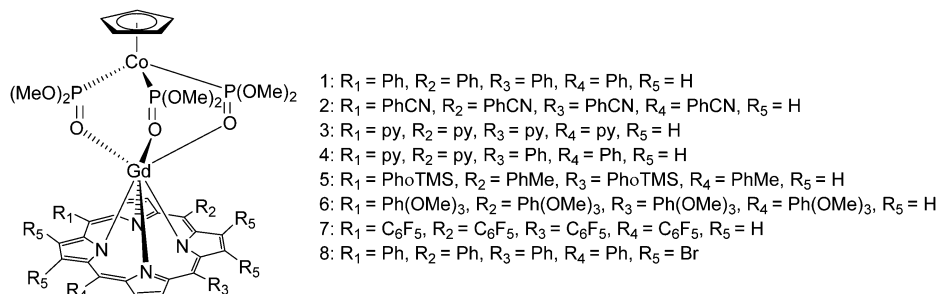 Co
(MeO)2P
P(OMe)2
P(OMe)2
O
O
O
Gd
R1
R2
R5
R5
N
N
N
N
R5
R5
R4
R3
1: R1 = Ph, R2 = Ph, R3 = Ph, R4 = Ph, R5 = H
2: R1 = PhCN, R2 = PhCN, R3 = PhCN, R4 = PhCN, R5 = H
3: R1 = py, R2 = py, R3 = py, R4 = py, R5 = H
4: R1 = py, R2 = py, R3 = Ph, R4 = Ph, R5 = H
5: R1 = PhoTMS, R2 = PhMe, R3 = PhoTMS, R4 = PhMe, R5 = H
6: R1 = Ph(OMe)3, R2 = Ph(OMe)3, R3 = Ph(OMe)3, R4 = Ph(OMe)3, R5 = H
7: R1 = C6F5, R2 = C6F5, R3 = C6F5, R4 = C6F5, R5 = H
8: R1 = Ph, R2 = Ph, R3 = Ph, R4 = Ph, R5 = Br